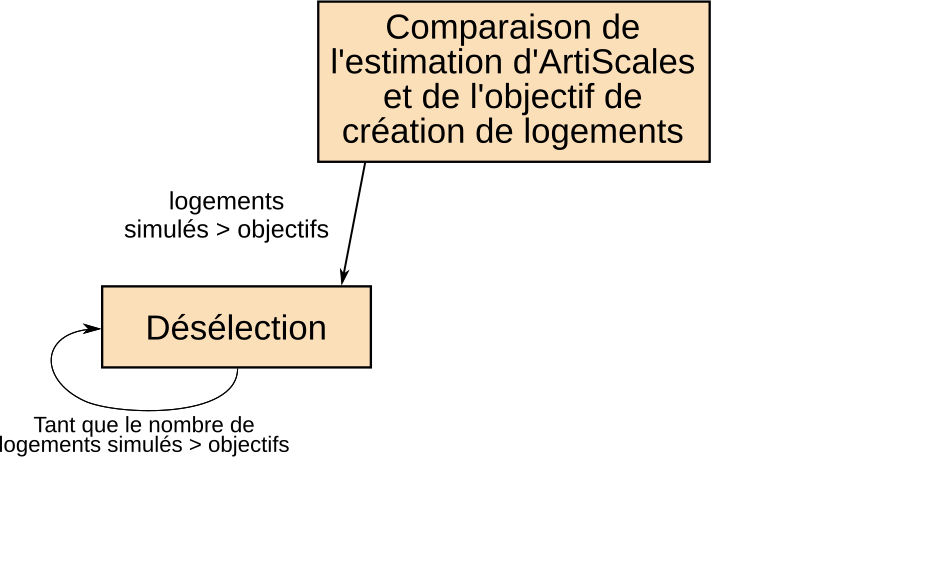 Comparaison de
l'estimation d'ArtiScales
et de l'objectif de
création de logements
logements
simulés > objectifs
Désélection
Tant que le nombre de
logements simulés > objectifs